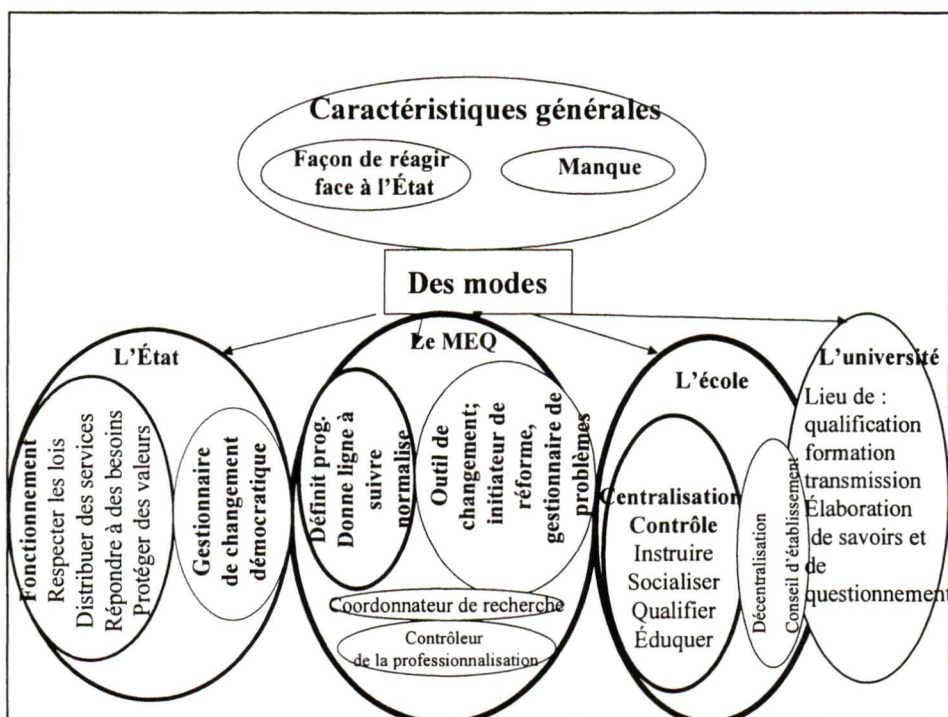 Caractéristiques générales
Façon de réagir
face à l'État
Manque
Des modes
L'État
Fonctionnement
Respecter les lois
Distribuer des services
Répondre à des besoins
Protéger des valeurs
Gestionnaire
de changement
démocratique
Le MEQ
Définit prog.
Donne ligne à
suivre
normalise
Outil de
changement;
initiateur de
réforme,
gestionnaire de
problèmes
Coordonnateur de recherche
Contrôleur
de la professionnalisation
L'école
Centralisation
Contrôle
Instruire
Socialiser
Qualifier
Éduquer
Décentralisation
Conseil d'établissement
L'université
Lieu de :
qualification
formation
transmission
Élaboration
de savoirs et
de
questionnement